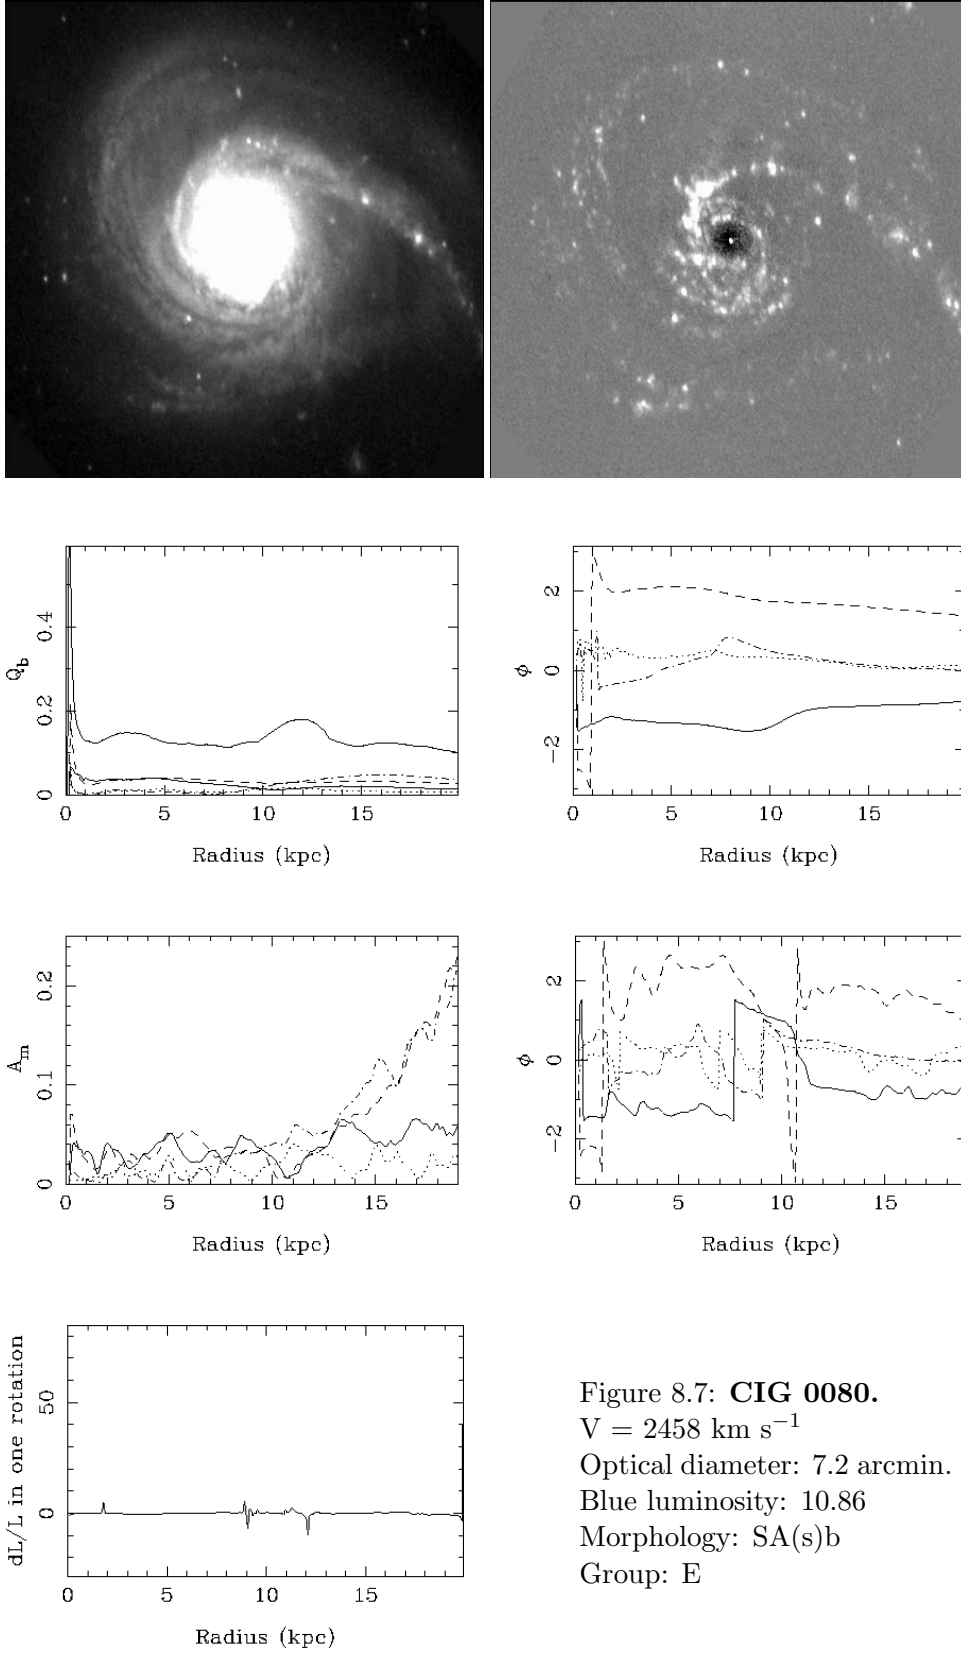 Q_b
0.4
0.2
0
0 5 10 15
Radius (kpc)
ϕ
2
0
−2
0 5 10 15
Radius (kpc)
A_m
0.2
0.1
0
0 5 10 15
Radius (kpc)
ϕ
2
0
−2
0 5 10 15
Radius (kpc)
dL/L in one rotation
50
0
0 5 10 15
Radius (kpc)
Figure 8.7: CIG 0080.
V = 2458 km s⁻¹
Optical diameter: 7.2 arcmin.
Blue luminosity: 10.86
Morphology: SA(s)b
Group: E